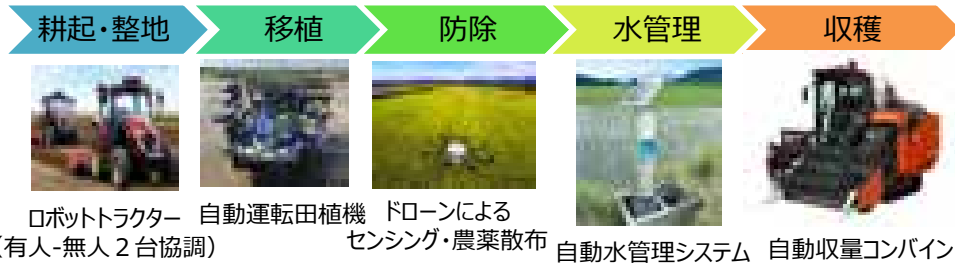 耕起・整地
移植
防除
水管理
収穫
ロボットトラクター
（有人-無人２台協調）
自動運転田植機
ドローンによる
センシング・農薬散布
自動水管理システム
自動収量コンバイン